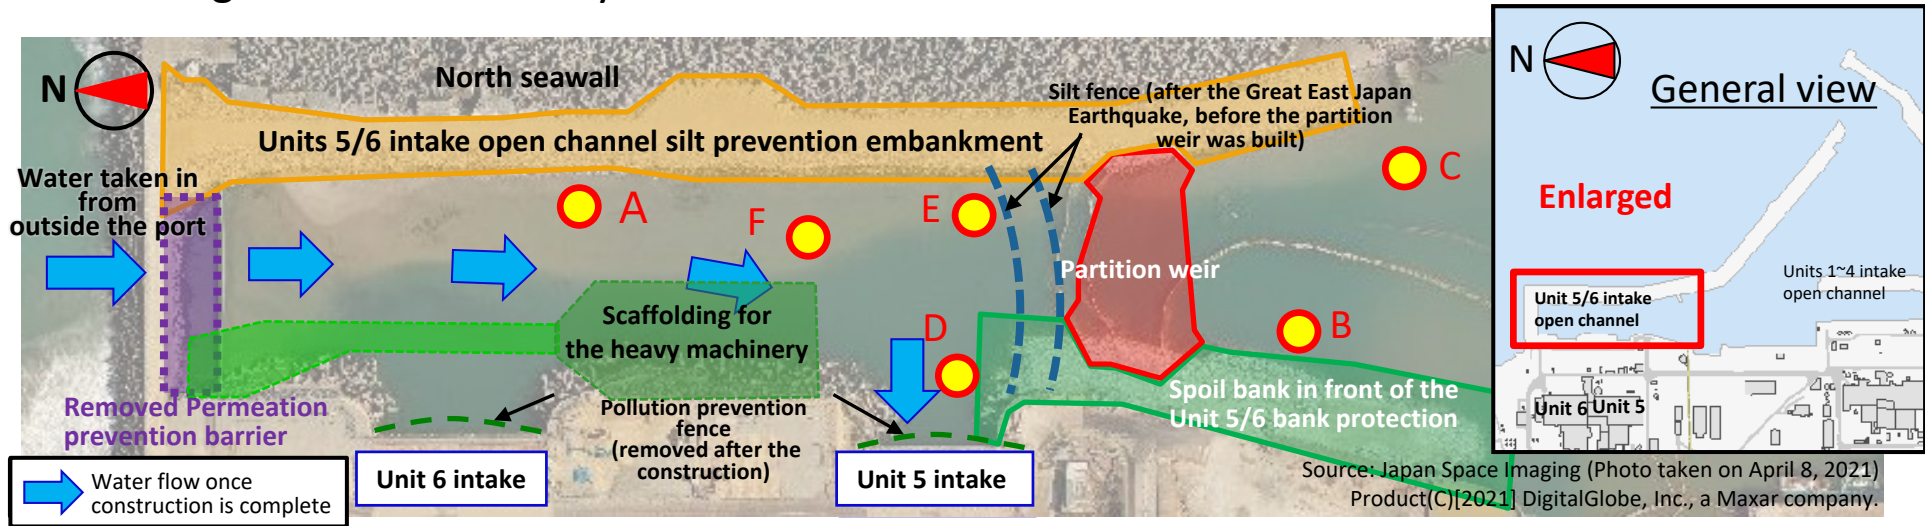 N
North seawall
Silt fence (after the Great East Japan
Earthquake, before the partition
weir was built)
Units 5/6 intake open channel silt prevention embankment
Water taken in
from
outside the port
A
F
E
C
D
B
Partition weir
Scaffolding for
the heavy machinery
Removed Permeation
prevention barrier
Pollution prevention
fence
(removed after the
construction)
Spoil bank in front of the
Unit 5/6 bank protection
Unit 6 intake
Unit 5 intake
Water flow once
construction is complete
N
General view
Enlarged
Units 1~4 intake
open channel
Unit 5/6 intake
open channel
Unit 6
Unit 5
Source: Japan Space Imaging (Photo taken on April 8, 2021)
Product(C)[2021] DigitalGlobe, Inc., a Maxar company.